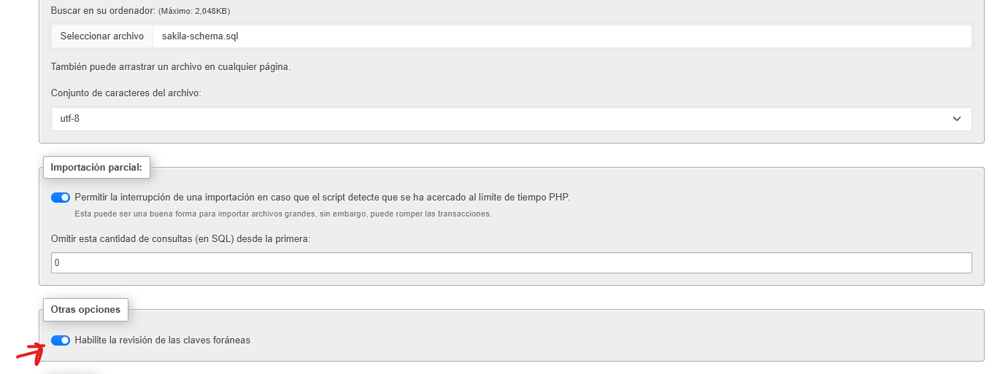 Buscar en su ordenador: (Máximo: 2,048KB)
Seleccionar archivo sakila-schema.sql
También puede arrastrar un archivo en cualquier página.
Conjunto de caracteres del archivo:
utf-8
Importación parcial:
Permitir la interrupción de una importación en caso que el script detecte que se ha acercado al límite de tiempo PHP.
Esta puede ser una buena forma para importar archivos grandes, sin embargo, puede romper las transacciones.
Omitir esta cantidad de consultas (en SQL) desde la primera:
0
Otras opciones
Habilite la revisión de las claves foráneas